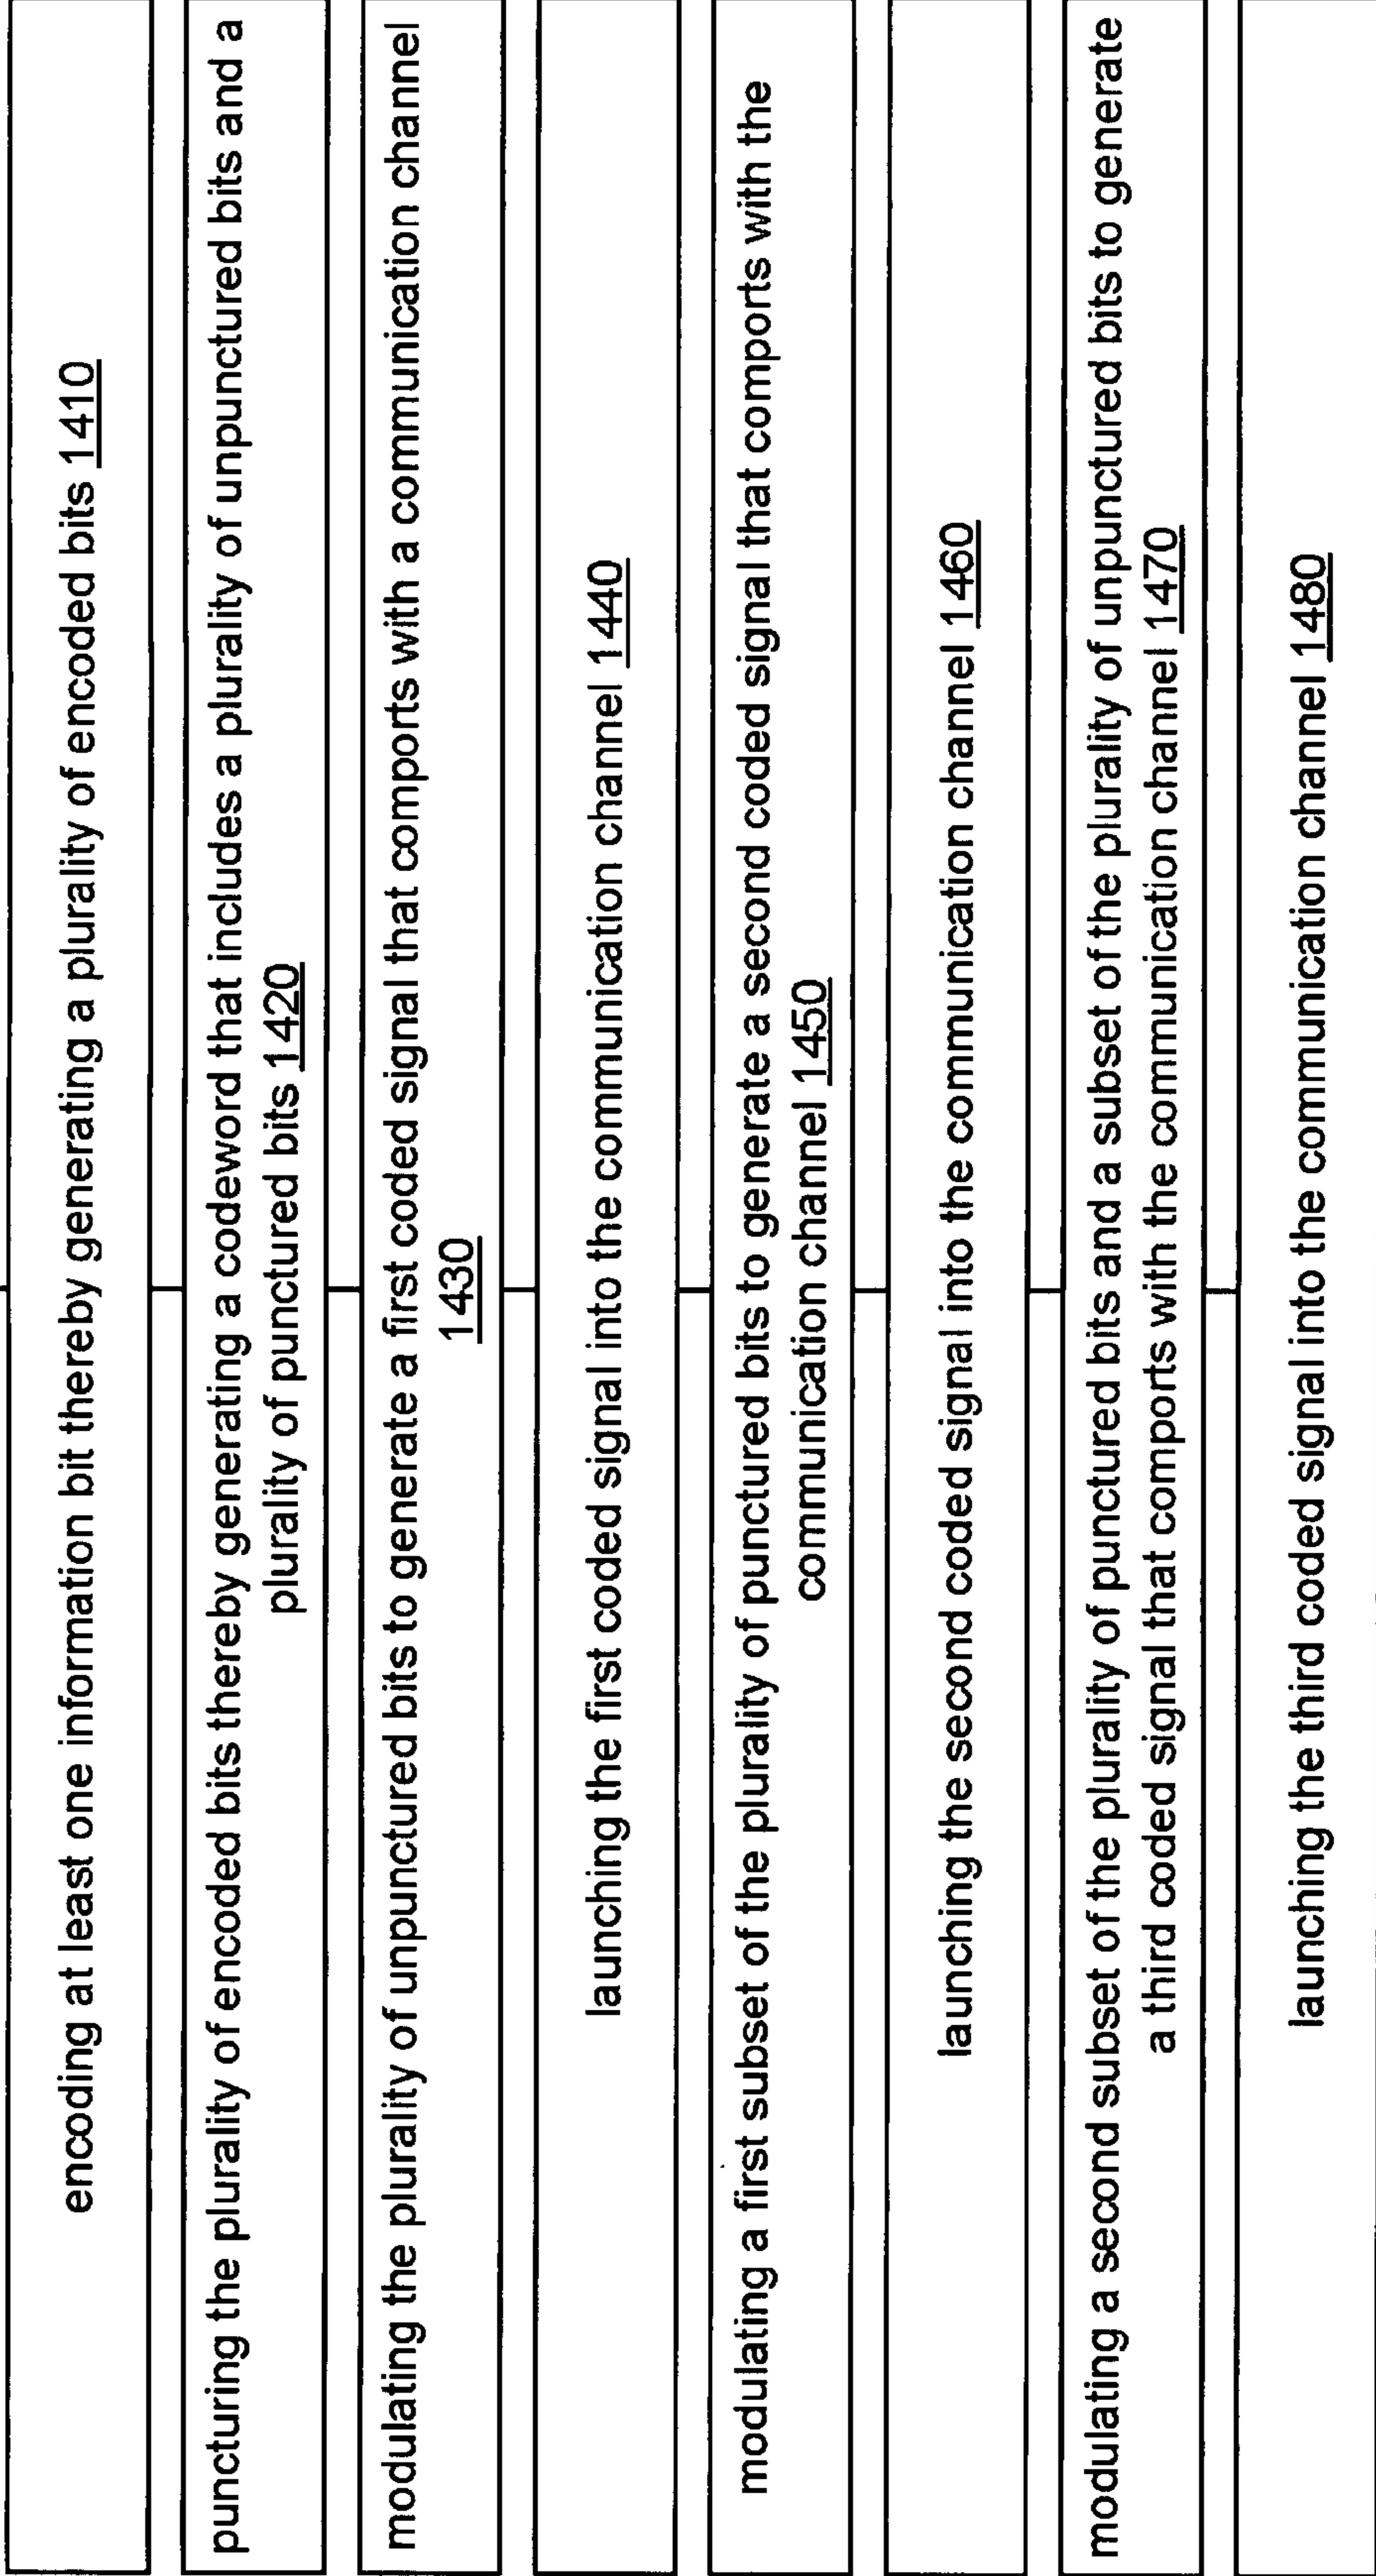 encoding at least one information bit thereby generating a plurality of encoded bits 1410
puncturing the plurality of encoded bits thereby generating a codeword that includes a plurality of unpunctured bits and a
plurality of punctured bits 1420
modulating the plurality of unpunctured bits to generate a first coded signal that comports with a communication channel
1430
launching the first coded signal into the communication channel 1440
modulating a first subset of the plurality of punctured bits to generate a second coded signal that comports with the
communication channel 1450
launching the second coded signal into the communication channel 1460
modulating a second subset of the plurality of punctured bits and a subset of the plurality of unpunctured bits to generate
a third coded signal that comports with the communication channel 1470
launching the third coded signal into the communication channel 1480